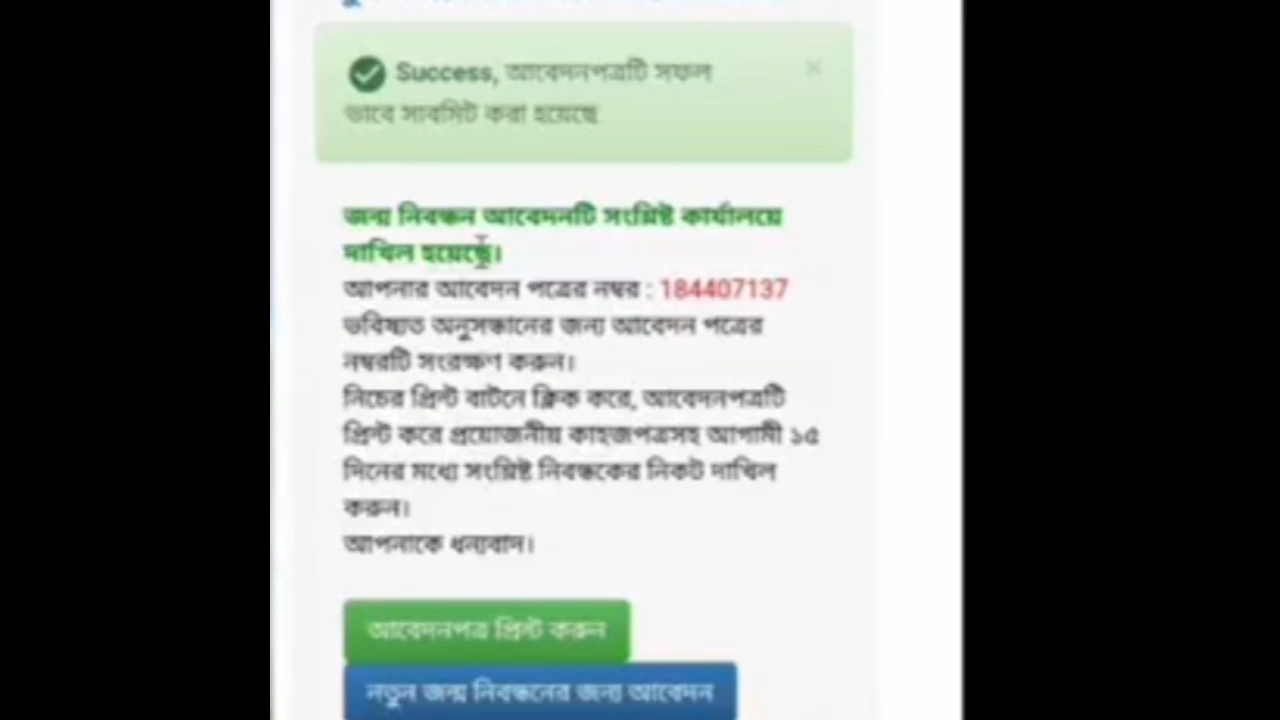 Success, আবেদনপত্রটি সফল
ভাবে সাবমিট করা হয়েছে
জন্ম নিবন্ধন আবেদনটি সংশ্লিষ্ট কার্যালয়ে
দাখিল হয়েছে।
আপনার আবেদন পত্রের নম্বর : 184407137
ভবিষ্যত অনুসন্ধানের জন্য আবেদন পত্রের
নম্বরটি সংরক্ষণ করুন।
নিচের প্রিন্ট বাটনে ক্লিক করে, আবেদনপত্রটি
প্রিন্ট করে প্রয়োজনীয় কাহজপত্রসহ আগামী ১৫
দিনের মধ্যে সংশ্লিষ্ট নিবন্ধকের নিকট দাখিল
করুন।
আপনাকে ধন্যবাদ।
আবেদনপত্র প্রিন্ট করুন
নতুন জন্ম নিবন্ধনের জন্য আবেদন